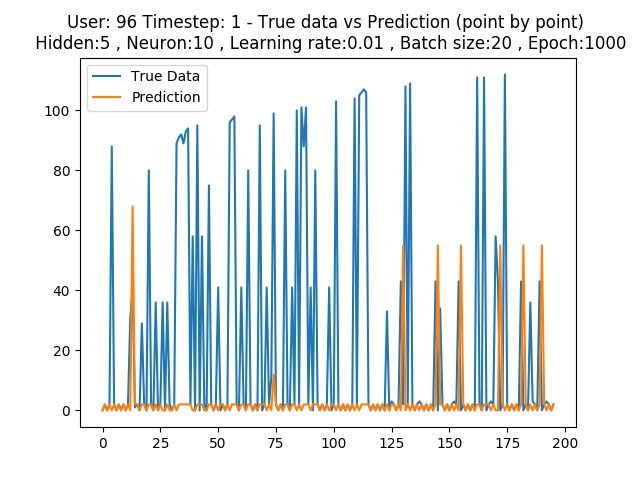 User: 96 Timestep: 1 - True data vs Prediction (point by point)
Hidden:5 , Neuron:10 , Learning rate:0.01 , Batch size:20 , Epoch:1000
True Data
Prediction
100
80
60
40
20
0
0 25 50 75 100 125 150 175 200